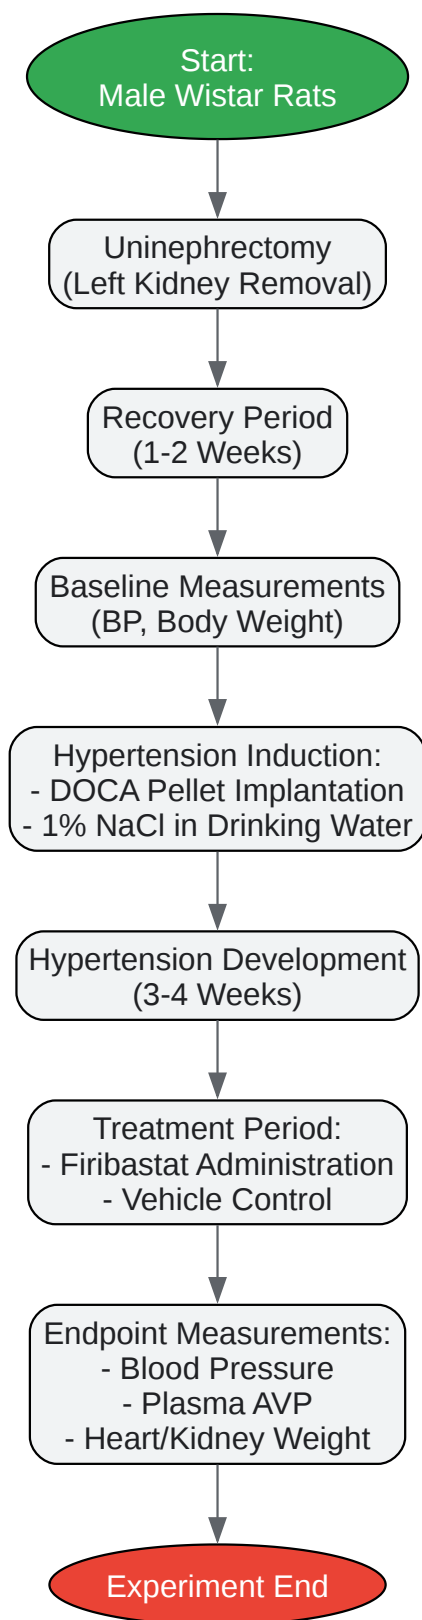 Start:
Male Wistar Rats
Uninephrectomy
(Left Kidney Removal)
Recovery Period
(1-2 Weeks)
Baseline Measurements
(BP, Body Weight)
Hypertension Induction:
- DOCA Pellet Implantation
- 1% NaCl in Drinking Water
Hypertension Development
(3-4 Weeks)
Treatment Period:
- Firibastat Administration
- Vehicle Control
Endpoint Measurements:
- Blood Pressure
- Plasma AVP
- Heart/Kidney Weight
Experiment End